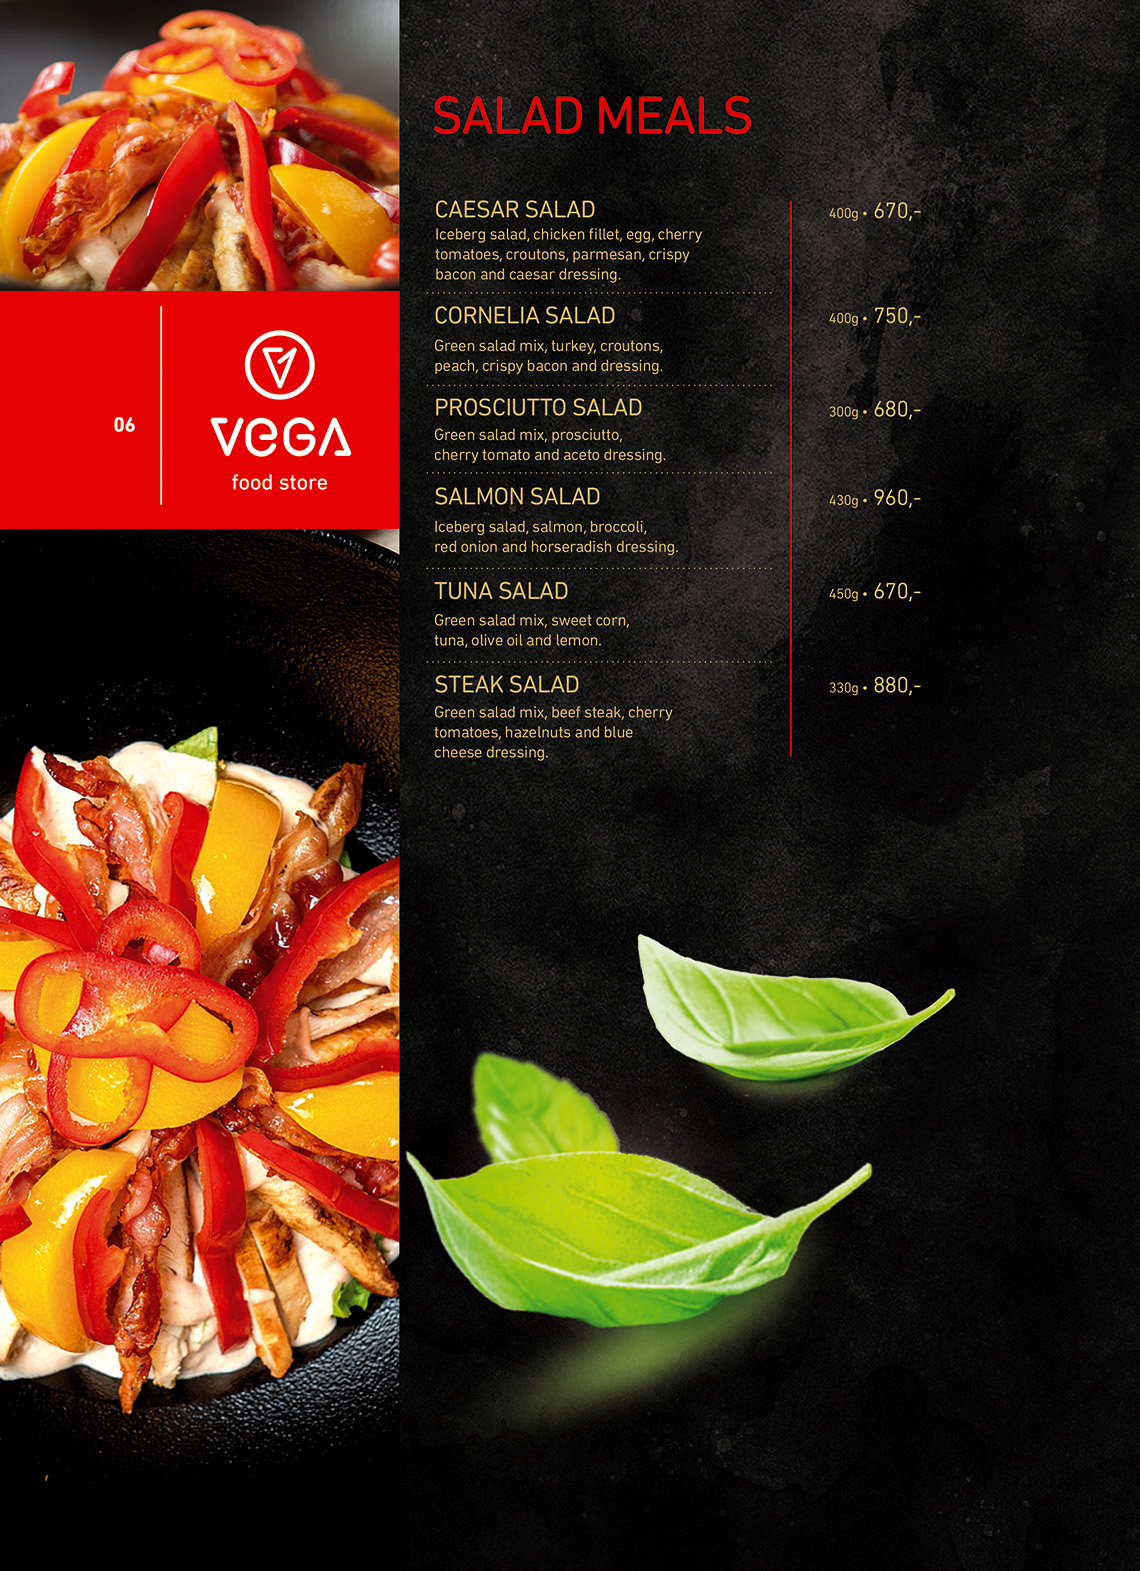 SALAD MEALS
CAESAR SALAD
400g • 670,-
Iceberg salad, chicken fillet, egg, cherry
tomatoes, croutons, parmesan, crispy
bacon and caesar dressing.
CORNELIA SALAD
400g • 750,-
Green salad mix, turkey, croutons,
peach, crispy bacon and dressing.
PROSCIUTTO SALAD
300g • 680,-
Green salad mix, prosciutto,
cherry tomato and aceto dressing.
SALMON SALAD
430g • 960,-
Iceberg salad, salmon, broccoli,
red onion and horseradish dressing.
TUNA SALAD
450g • 670,-
Green salad mix, sweet corn,
tuna, olive oil and lemon.
STEAK SALAD
330g • 880,-
Green salad mix, beef steak, cherry
tomatoes, hazelnuts and blue
cheese dressing.
06
VeGA
food store